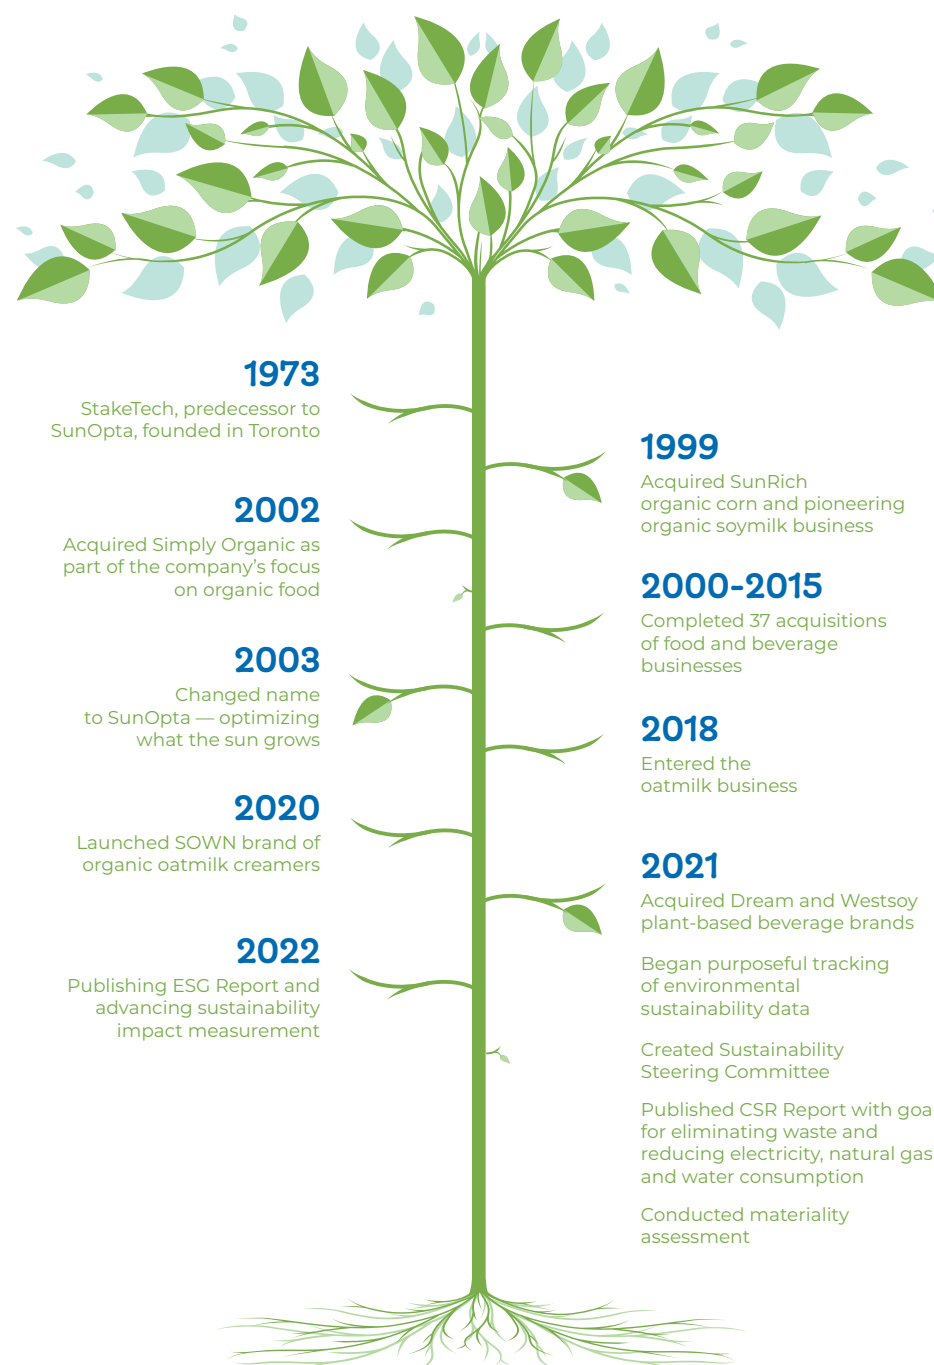 1973
StakeTech, predecessor to
SunOpta, founded in Toronto
1999
Acquired SunRich
organic corn and pioneering
organic soymilk business
2002
Acquired Simply Organic as
part of the company’s focus
on organic food
2000-2015
Completed 37 acquisitions
of food and beverage
businesses
2003
Changed name
to SunOpta — optimizing
what the sun grows
2018
Entered the
oatmilk business
2020
Launched SOWN brand of
organic oatmilk creamers
2021
Acquired Dream and Westsoy
plant-based beverage brands
Began purposeful tracking
of environmental
sustainability data
Created Sustainability
Steering Committee
Published CSR Report with goa
for eliminating waste and
reducing electricity, natural gas
and water consumption
Conducted materiality
assessment
2022
Publishing ESG Report and
advancing sustainability
impact measurement